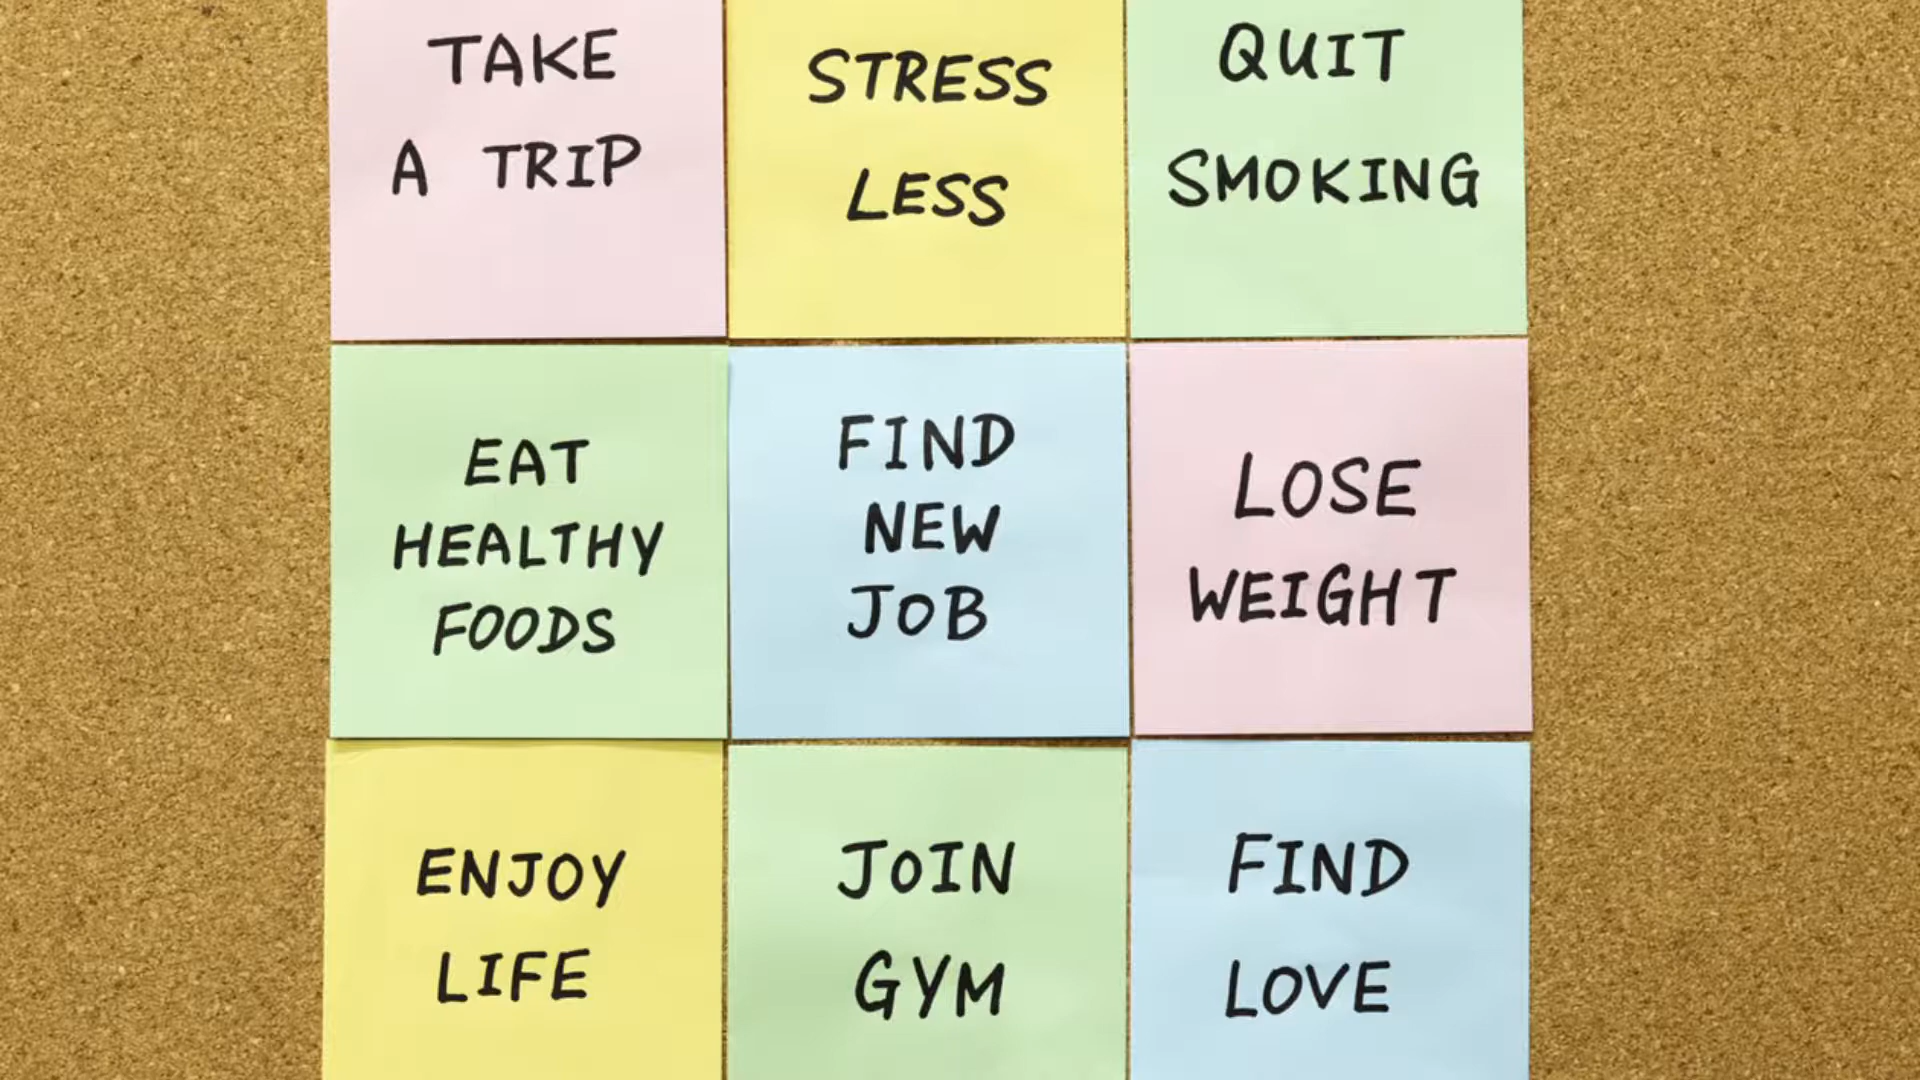 TAKE
A TRIP
STRESS
LESS
QUIT
SMOKING
EAT
HEALTHY
FOODS
FIND
NEW
JOB
LOSE
WEIGHT
ENJOY
LIFE
JOIN
GYM
FIND
LOVE